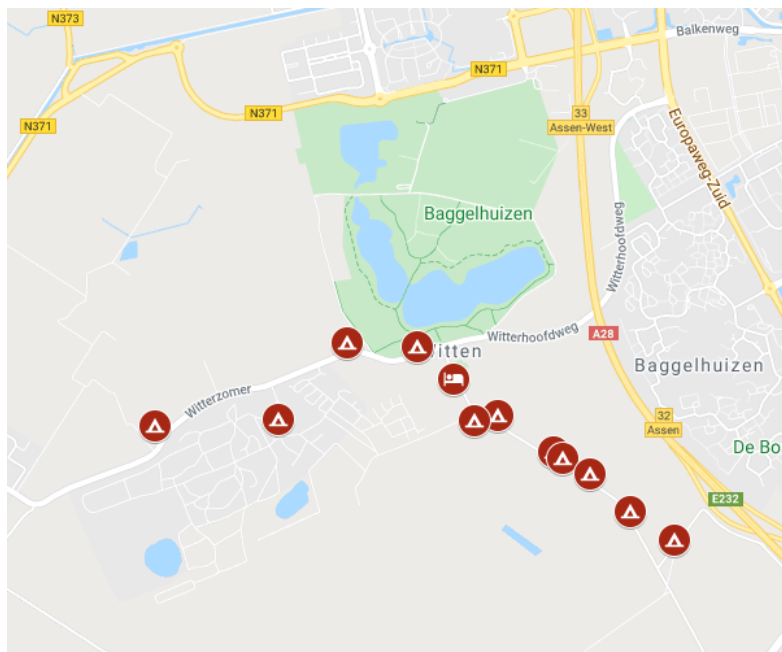 N373
Balkenweg
N371
N371
33
Assen-West
N371
Europaweg-Zuid
Baggelhuizen
Witterhoofdweg
Witterhoofdweg
A28
itten
Baggelhuizen
Witterzomer
32
Assen
De Bo
E232